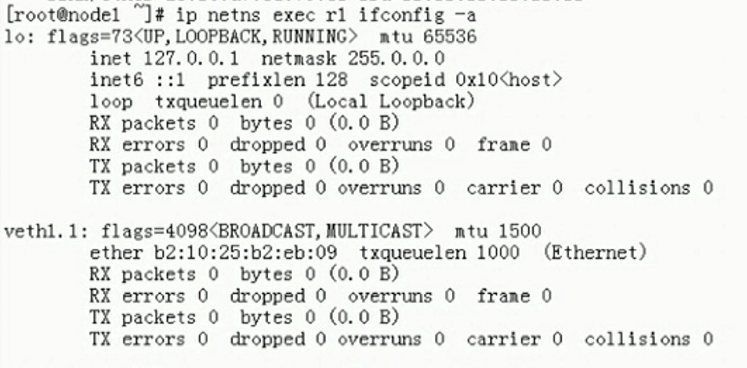 [root@node1 ~]# ip netns exec r1 ifconfig -a
lo: flags=73<UP,LOOPBACK,RUNNING>  mtu 65536
        inet 127.0.0.1  netmask 255.0.0.0
        inet6 ::1  prefixlen 128  scopeid 0x10<host>
        loop  txqueuelen 0  (Local Loopback)
        RX packets 0  bytes 0 (0.0 B)
        RX errors 0  dropped 0  overruns 0  frame 0
        TX packets 0  bytes 0 (0.0 B)
        TX errors 0  dropped 0 overruns 0  carrier 0  collisions 0
veth1.1: flags=4098<BROADCAST,MULTICAST>  mtu 1500
        ether b2:10:25:b2:eb:09  txqueuelen 1000  (Ethernet)
        RX packets 0  bytes 0 (0.0 B)
        RX errors 0  dropped 0  overruns 0  frame 0
        TX packets 0  bytes 0 (0.0 B)
        TX errors 0  dropped 0 overruns 0  carrier 0  collisions 0